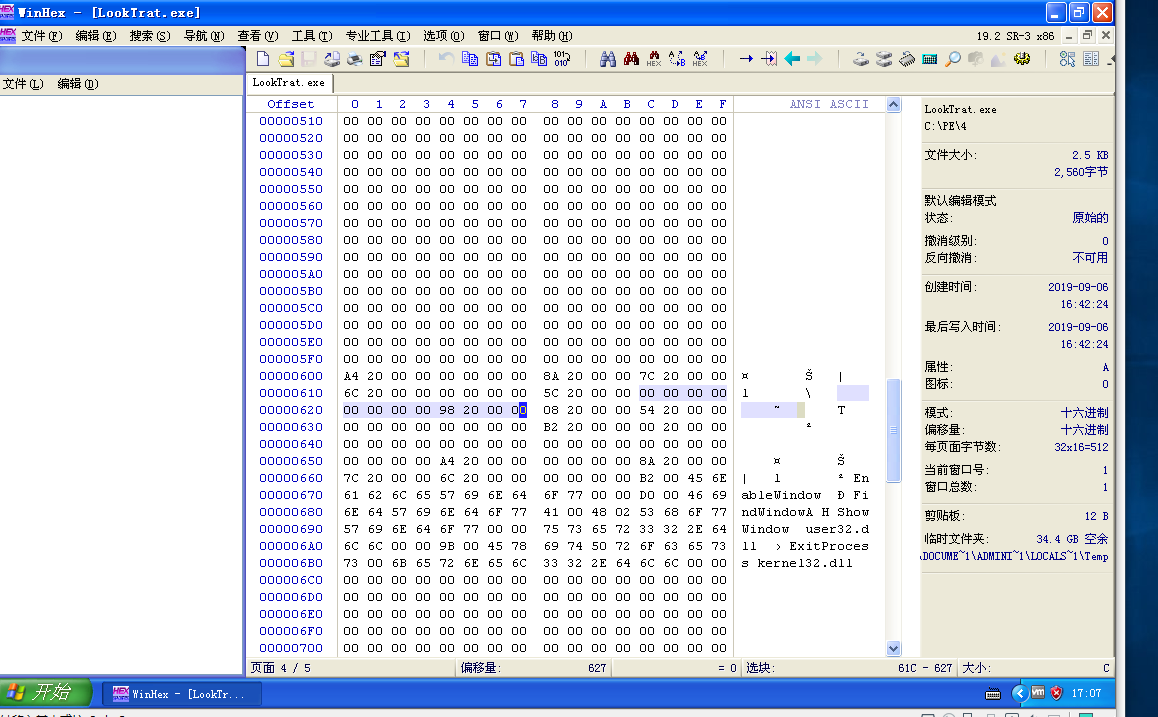 WinHex - [LookTrat.exe]
文件(F) 编辑(E) 搜索(S) 导航(N) 查看(V) 工具(T) 专业工具(I) 选项(O) 窗口(W) 帮助(H) 19.2 SR-3 x86
文件(L) 编辑(D)
LookTrat.exe
Offset 0 1 2 3 4 5 6 7 8 9 A B C D E F ANSI ASCII
00000510 00 00 00 00 00 00 00 00 00 00 00 00 00 00 00 00
00000520 00 00 00 00 00 00 00 00 00 00 00 00 00 00 00 00
00000530 00 00 00 00 00 00 00 00 00 00 00 00 00 00 00 00
00000540 00 00 00 00 00 00 00 00 00 00 00 00 00 00 00 00
00000550 00 00 00 00 00 00 00 00 00 00 00 00 00 00 00 00
00000560 00 00 00 00 00 00 00 00 00 00 00 00 00 00 00 00
00000570 00 00 00 00 00 00 00 00 00 00 00 00 00 00 00 00
00000580 00 00 00 00 00 00 00 00 00 00 00 00 00 00 00 00
00000590 00 00 00 00 00 00 00 00 00 00 00 00 00 00 00 00
000005A0 00 00 00 00 00 00 00 00 00 00 00 00 00 00 00 00
000005B0 00 00 00 00 00 00 00 00 00 00 00 00 00 00 00 00
000005C0 00 00 00 00 00 00 00 00 00 00 00 00 00 00 00 00
000005D0 00 00 00 00 00 00 00 00 00 00 00 00 00 00 00 00
000005E0 00 00 00 00 00 00 00 00 00 00 00 00 00 00 00 00
000005F0 00 00 00 00 00 00 00 00 00 00 00 00 00 00 00 00
00000600 A4 20 00 00 00 00 00 00 8A 20 00 00 7C 20 00 00 ¤ Š |
00000610 6C 20 00 00 00 00 00 00 5C 20 00 00 00 00 00 00 l \
00000620 00 00 00 00 98 20 00 00 08 20 00 00 54 20 00 00 ˜ T
00000630 00 00 00 00 00 00 00 00 B2 20 00 00 00 20 00 00 ²
00000640 00 00 00 00 00 00 00 00 00 00 00 00 00 00 00 00
00000650 00 00 00 00 A4 20 00 00 00 00 00 00 8A 20 00 00 ¤ Š
00000660 7C 20 00 00 6C 20 00 00 00 00 00 00 B2 00 45 6E | l ² En
00000670 61 62 6C 65 57 69 6E 64 6F 77 00 00 D0 00 46 69 ableWindow Ð Fi
00000680 6E 64 57 69 6E 64 6F 77 41 00 48 02 53 68 6F 77 ndWindowA H Show
00000690 57 69 6E 64 6F 77 00 00 75 73 65 72 33 32 2E 64 Window user32.d
000006A0 6C 6C 00 00 9B 00 45 78 69 74 50 72 6F 63 65 73 ll › ExitProces
000006B0 73 00 6B 65 72 6E 65 6C 33 32 2E 64 6C 6C 00 00 s kernel32.dll
000006C0 00 00 00 00 00 00 00 00 00 00 00 00 00 00 00 00
000006D0 00 00 00 00 00 00 00 00 00 00 00 00 00 00 00 00
000006E0 00 00 00 00 00 00 00 00 00 00 00 00 00 00 00 00
000006F0 00 00 00 00 00 00 00 00 00 00 00 00 00 00 00 00
00000700 00 00 00 00 00 00 00 00 00 00 00 00 00 00 00 00
页面 4 / 5 偏移量: 627 = 0 选块: 61C - 627 大小: C
LookTrat.exe
C:\PE\4
文件大小: 2.5 KB
2,560字节
默认编辑模式
状态: 原始的
撤消级别: 0
反向撤消: 不可用
创建时间: 2019-09-06
16:42:24
最后写入时间: 2019-09-06
16:42:24
属性: A
图标: 0
模式: 十六进制
偏移量: 十六进制
每页面字节数: 32x16=512
当前窗口号: 1
窗口总数: 1
剪贴板: 12 B
临时文件夹: 34.4 GB 空余
\DOCUME~1\ADMINI~1\LOCALS~1\Temp
开始 WinHex - [LookTr... 17:07